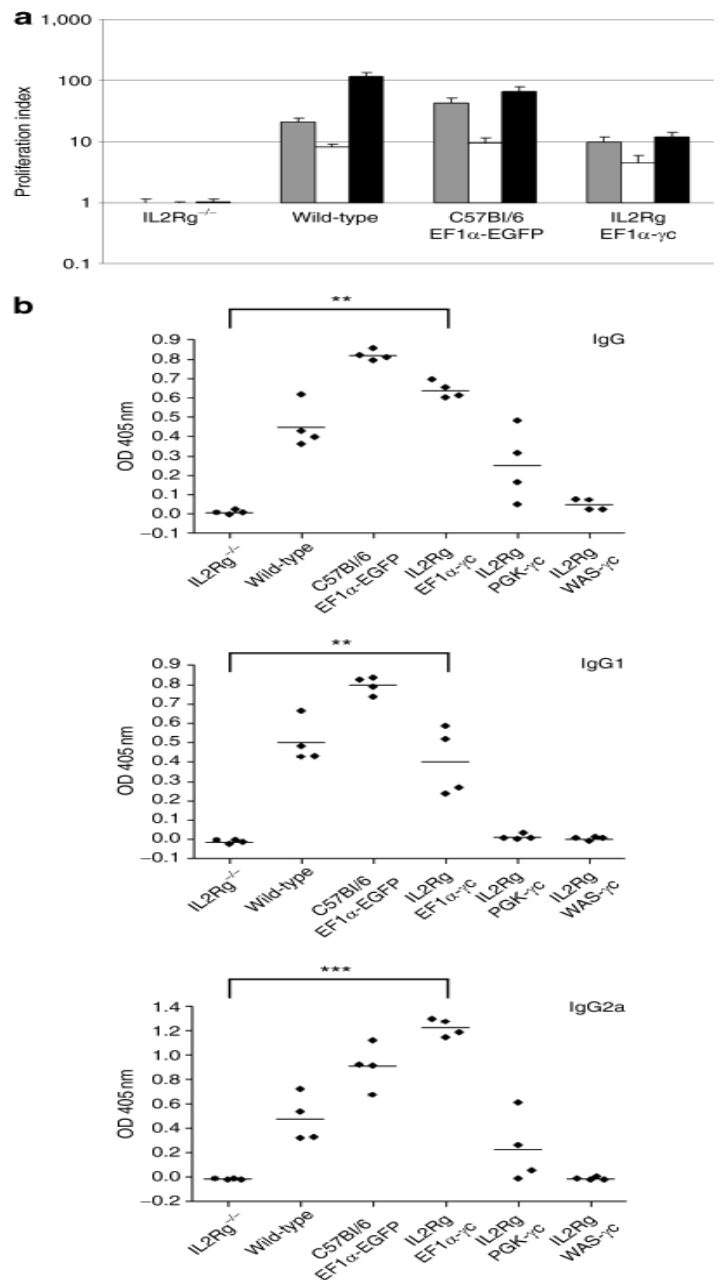 a
1,000
100
10
1
0.1
Proliferation index
IL2Rg−/−
Wild-type
C57Bl/6
EF1α-EGFP
IL2Rg
EF1α-γc
b
**
IgG
0.9
0.8
0.7
0.6
0.5
0.4
0.3
0.2
0.1
0.0
−0.1
OD 405 nm
IL2Rg−/−
Wild-type
C57Bl/6
EF1α-EGFP
IL2Rg
EF1α-γc
IL2Rg
PGK-γc
IL2Rg
WAS-γc
**
IgG1
0.9
0.8
0.7
0.6
0.5
0.4
0.3
0.2
0.1
0.0
−0.1
OD 405 nm
IL2Rg−/−
Wild-type
C57Bl/6
EF1α-EGFP
IL2Rg
EF1α-γc
IL2Rg
PGK-γc
IL2Rg
WAS-γc
***
IgG2a
1.4
1.2
1.0
0.8
0.6
0.4
0.2
0.0
−0.2
OD 405 nm
IL2Rg−/−
Wild-type
C57Bl/6
EF1α-EGFP
IL2Rg
EF1α-γc
IL2Rg
PGK-γc
IL2Rg
WAS-γc